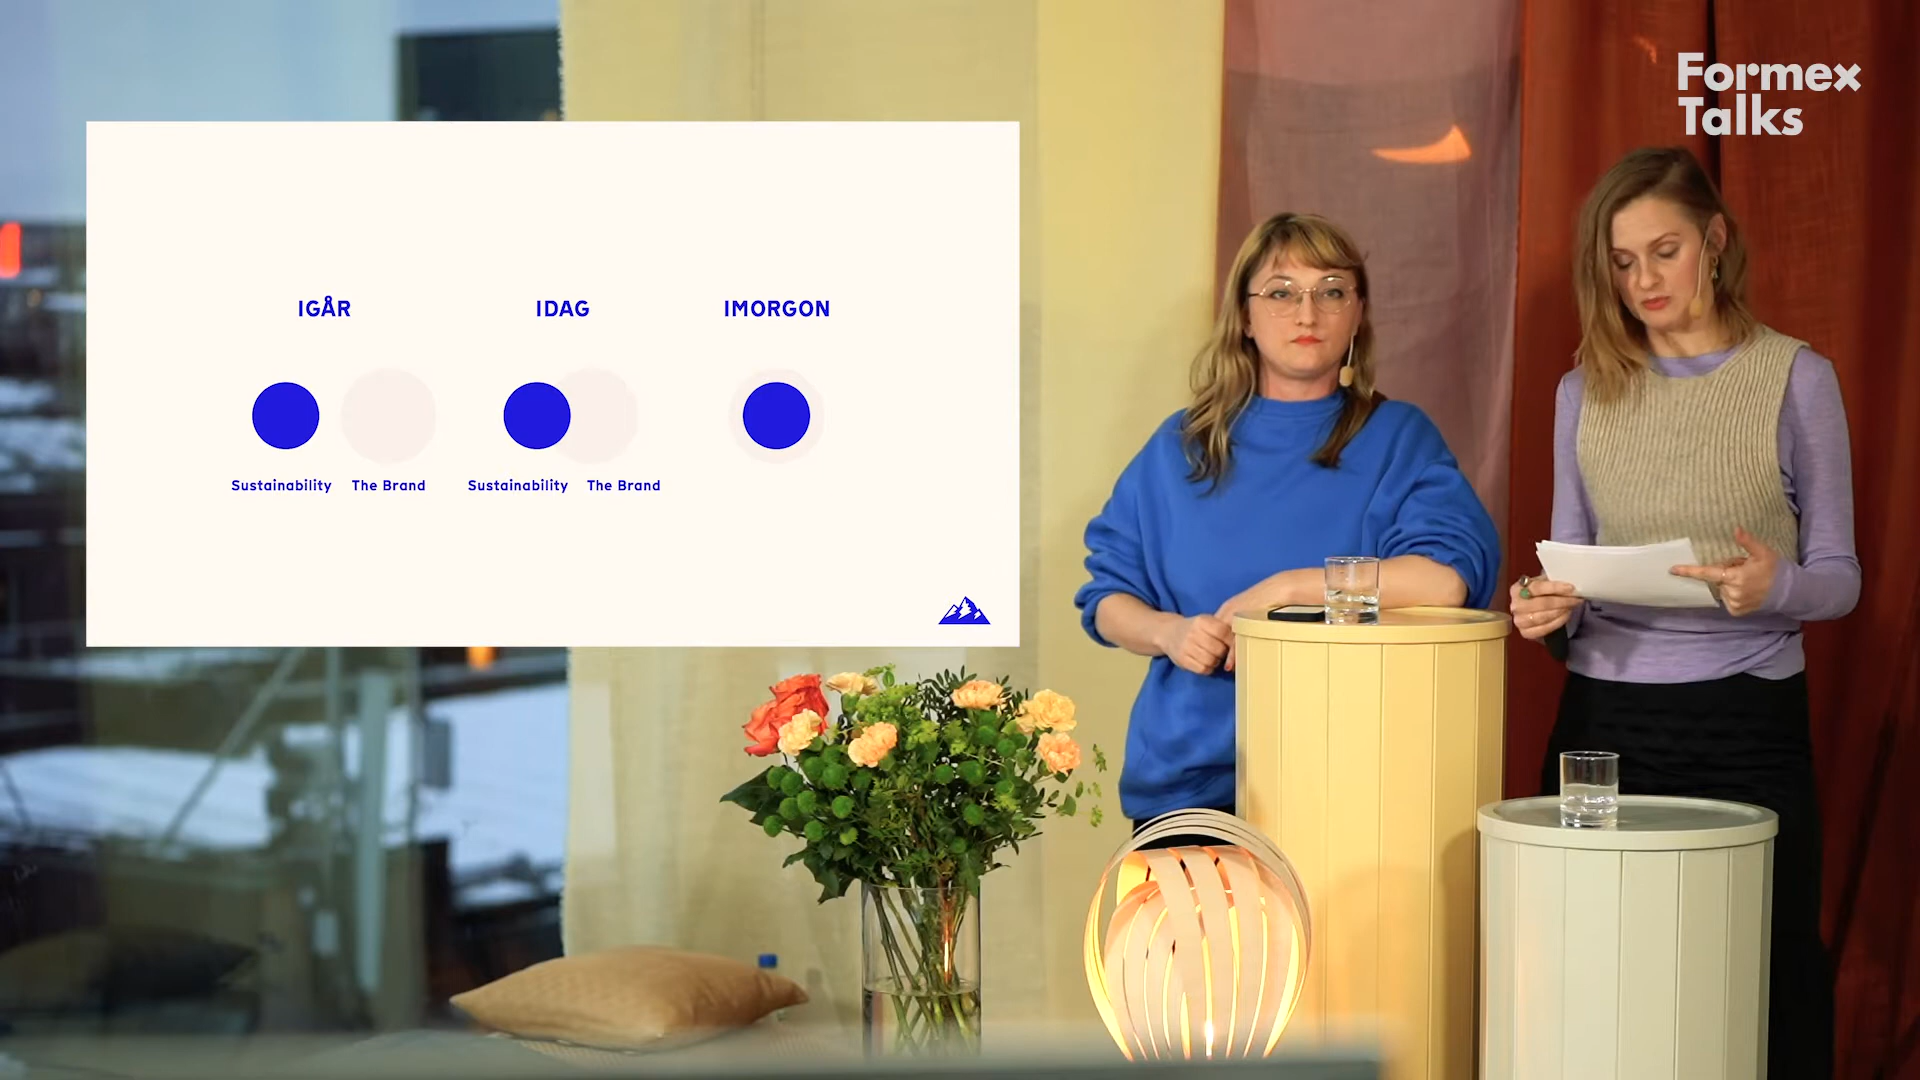 Formex
Talks
IGÅR
IDAG
IMORGON
Sustainability
The Brand
Sustainability
The Brand